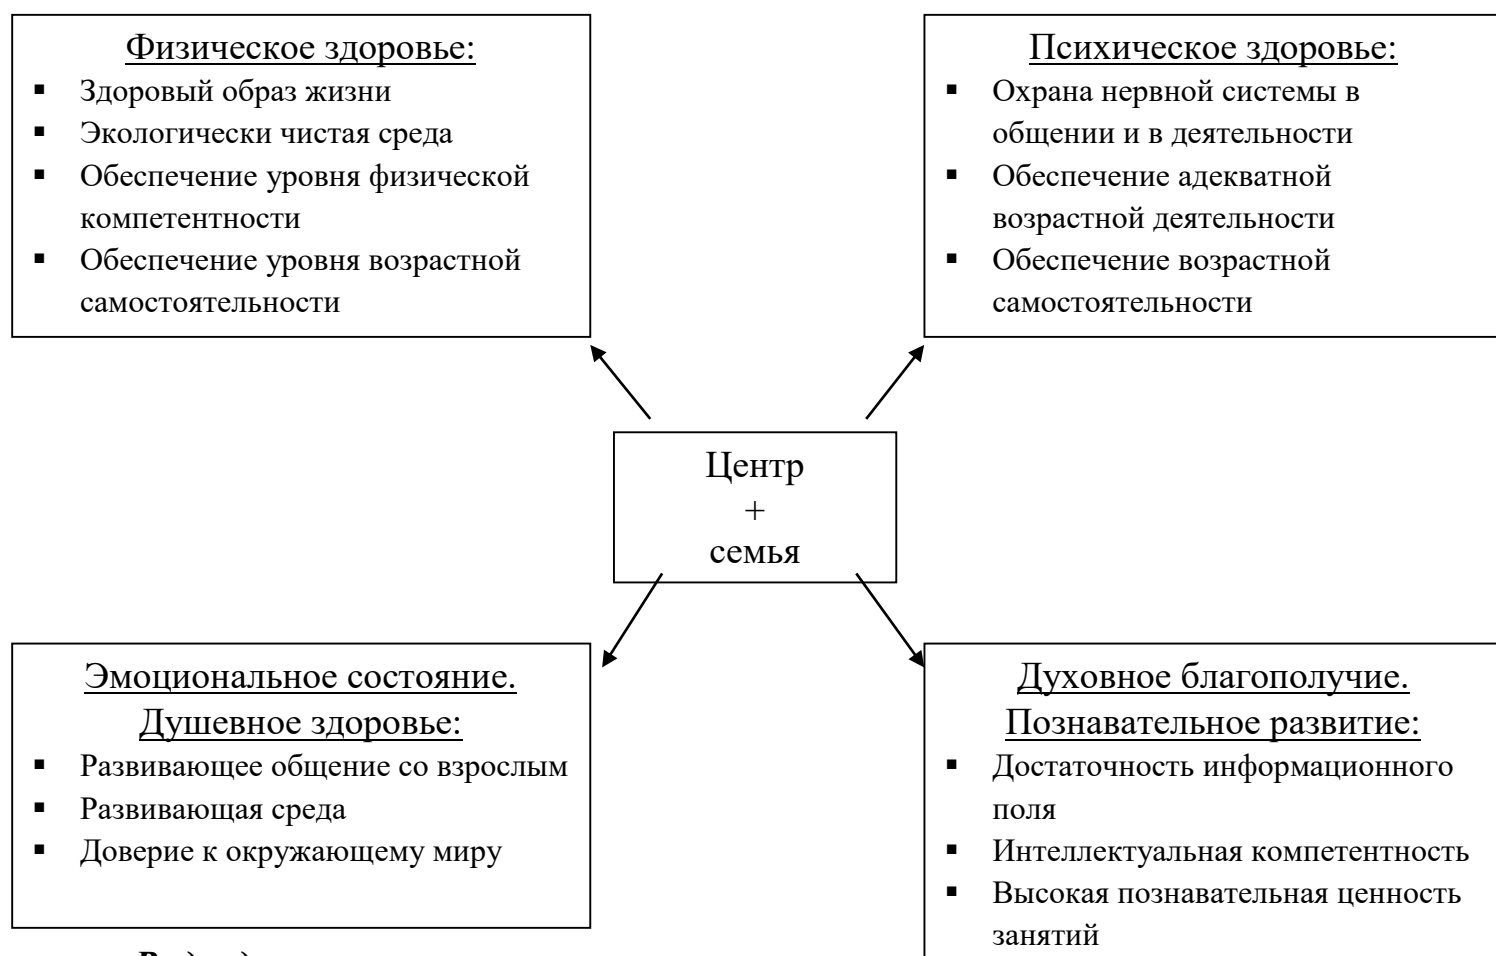 Физическое здоровье:
▪ Здоровый образ жизни
▪ Экологически чистая среда
▪ Обеспечение уровня физической
компетентности
▪ Обеспечение уровня возрастной
самостоятельности
Психическое здоровье:
▪ Охрана нервной системы в
общении и в деятельности
▪ Обеспечение адекватной
возрастной деятельности
▪ Обеспечение возрастной
самостоятельности
Центр
+
семья
Эмоциональное состояние.
Душевное здоровье:
▪ Развивающее общение со взрослым
▪ Развивающая среда
▪ Доверие к окружающему миру
Духовное благополучие.
Познавательное развитие:
▪ Достаточность информационного
поля
▪ Интеллектуальная компетентность
▪ Высокая познавательная ценность
занятий